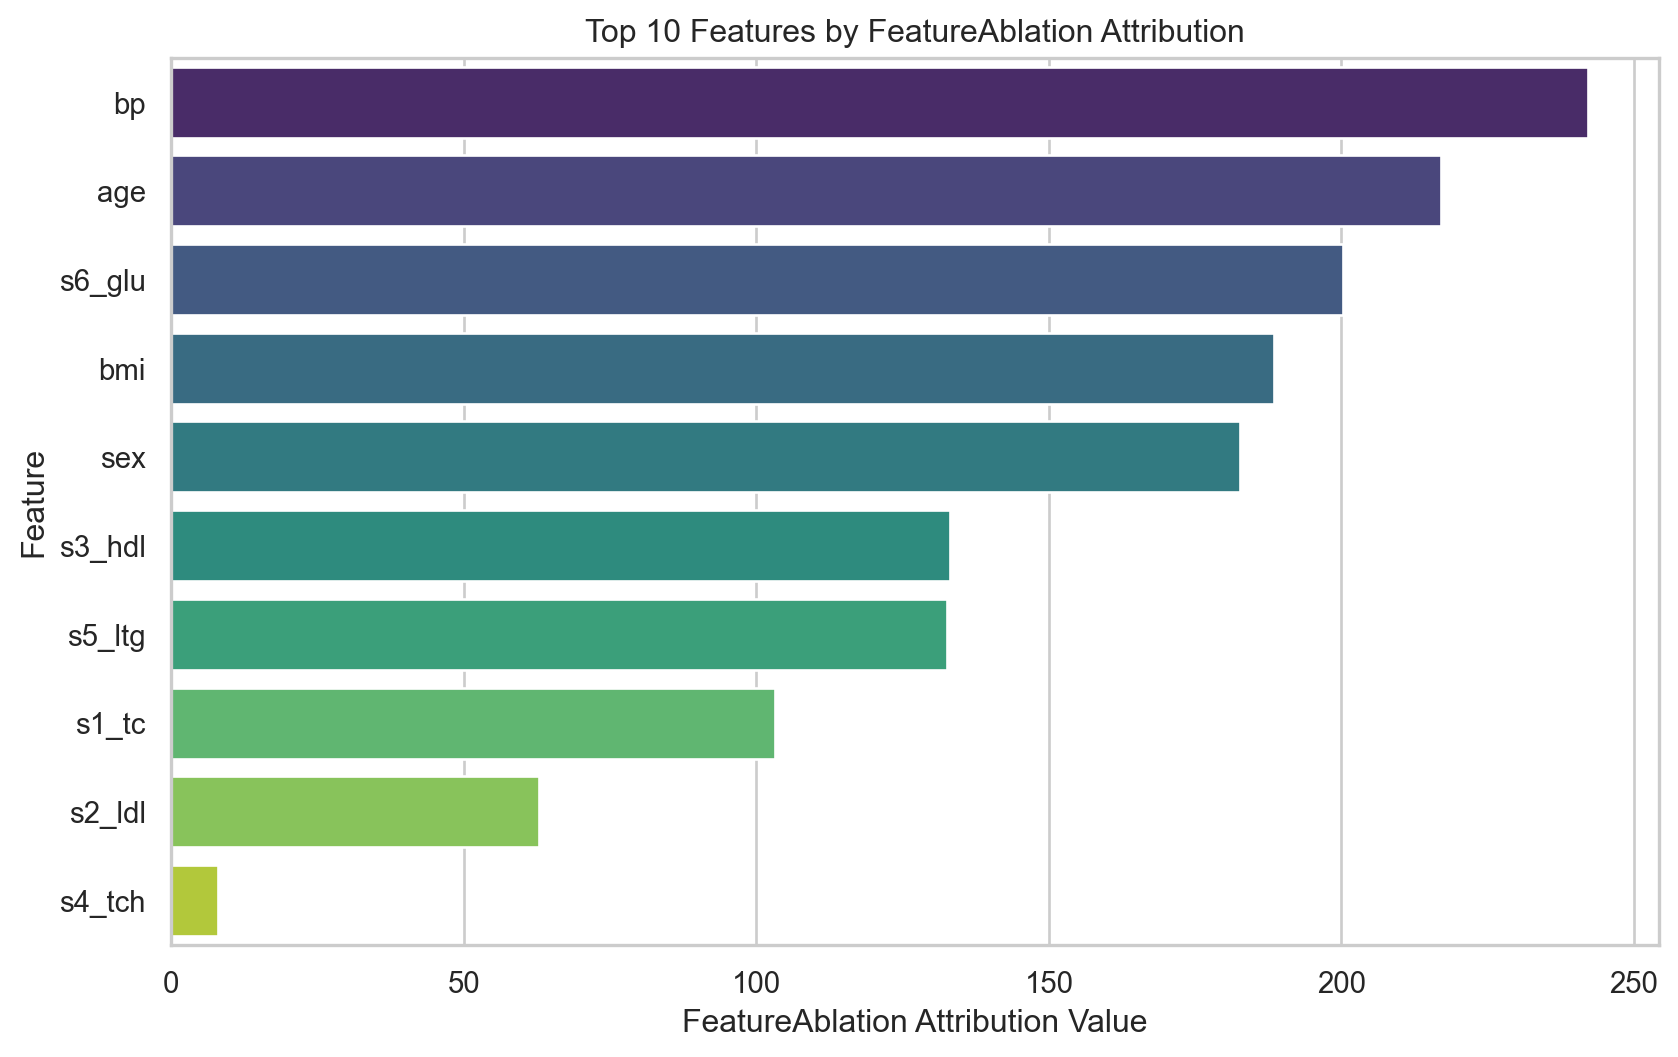 Top 10 Features by FeatureAblation Attribution
bp
age
s6_glu
bmi
sex
s3_hdl
s5_ltg
s1_tc
s2_ldl
s4_tch
Feature
0 50 100 150 200 250
FeatureAblation Attribution Value